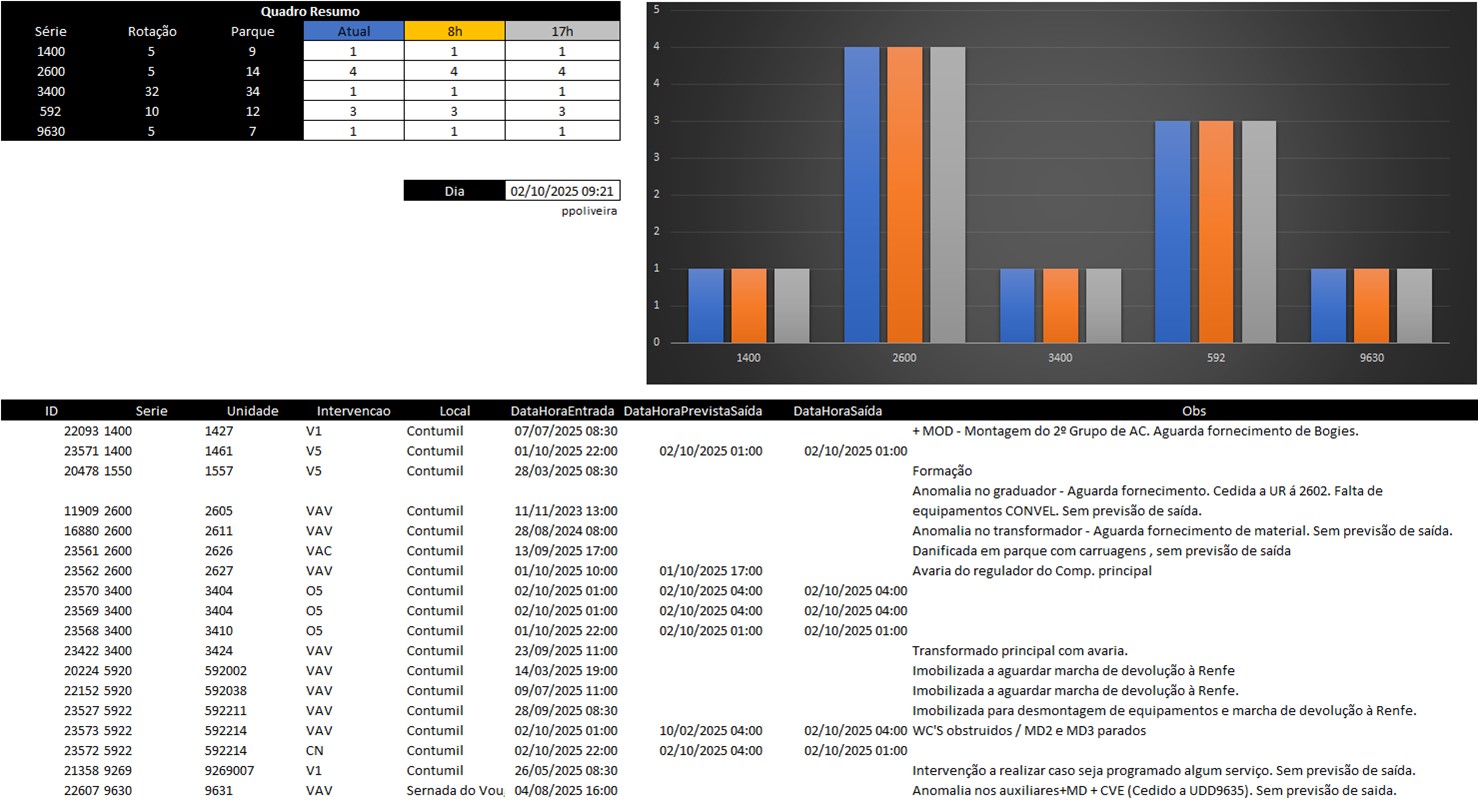 Quadro Resumo
Série Rotação Parque Atual 8h 17h
1400 5 9 1 1 1
2600 5 14 4 4 4
3400 32 34 1 1 1
592 10 12 3 3 3
9630 5 7 1 1 1
Dia 02/10/2025 09:21
ppoliveira
5
4
4
3
3
2
2
1
1
0
1400 2600 3400 592 9630
ID Serie Unidade Intervencao Local DataHoraEntrada DataHoraPrevistaSaída DataHoraSaída Obs
22093 1400 1427 V1 Contumil 07/07/2025 08:30 + MOD - Montagem do 2º Grupo de AC. Aguarda fornecimento de Bogies.
23571 1400 1461 V5 Contumil 01/10/2025 22:00 02/10/2025 01:00 02/10/2025 01:00
20478 1550 1557 V5 Contumil 28/03/2025 08:30 Formação
Anomalia no graduador - Aguarda fornecimento. Cedida a UR á 2602. Falta de
11909 2600 2605 VAV Contumil 11/11/2023 13:00 equipamentos CONVEL. Sem previsão de saída.
16880 2600 2611 VAV Contumil 28/08/2024 08:00 Anomalia no transformador - Aguarda fornecimento de material. Sem previsão de saída.
23561 2600 2626 VAC Contumil 13/09/2025 17:00 Danificada em parque com carruagens , sem previsão de saída
23562 2600 2627 VAV Contumil 01/10/2025 10:00 01/10/2025 17:00 Avaria do regulador do Comp. principal
23570 3400 3404 O5 Contumil 02/10/2025 01:00 02/10/2025 04:00 02/10/2025 04:00
23569 3400 3404 O5 Contumil 02/10/2025 01:00 02/10/2025 04:00 02/10/2025 04:00
23568 3400 3410 O5 Contumil 01/10/2025 22:00 02/10/2025 01:00 02/10/2025 01:00
23422 3400 3424 VAV Contumil 23/09/2025 11:00 Transformado principal com avaria.
20224 5920 592002 VAV Contumil 14/03/2025 19:00 Imobilizada a aguardar marcha de devolução à Renfe
22152 5920 592038 VAV Contumil 09/07/2025 11:00 Imobilizada a aguardar marcha de devolução à Renfe.
23527 5922 592211 VAV Contumil 28/09/2025 08:30 Imobilizada para desmontagem de equipamentos e marcha de devolução à Renfe.
23573 5922 592214 VAV Contumil 02/10/2025 01:00 10/02/2025 04:00 02/10/2025 04:00 WC'S obstruidos / MD2 e MD3 parados
23572 5922 592214 CN Contumil 02/10/2025 22:00 02/10/2025 04:00 02/10/2025 01:00
21358 9269 9269007 V1 Contumil 26/05/2025 08:30 Intervenção a realizar caso seja programado algum serviço. Sem previsão de saída.
22607 9630 9631 VAV Sernada do Vou 04/08/2025 16:00 Anomalia nos auxiliares+MD + CVE (Cedido a UDD9635). Sem previsão de saida.